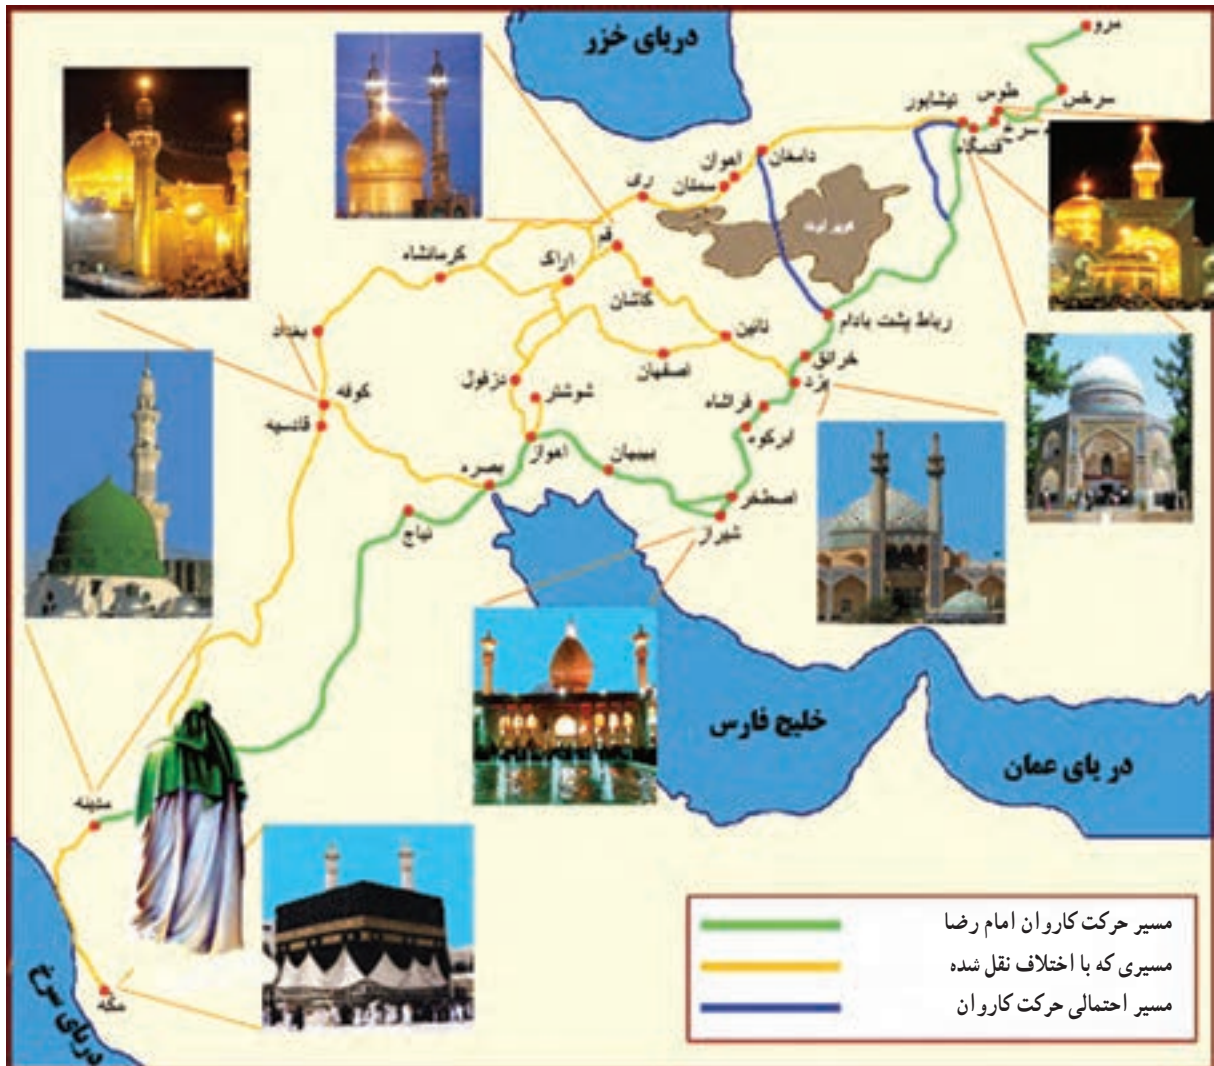 دریای خزر
مرو
سرخس
طوس
نیشابور
ه سرخ
قدمگاه
دامغان
اهوان
سمنان
ری
کویر لوت
قم
اراک
کرمانشاه
کاشان
رباط پشت بادام
نائین
بغداد
خرانق
اصفهان
یزد
دزفول
شوشتر
کوفه
فراشاه
قادسیه
ابرکوه
اهواز
بهبهان
بصره
اصطخر
شیراز
نباج
خلیج فارس
دریای عمان
مدینه
مکه
دریای سرخ
مسیر حرکت کاروان امام رضا
مسیری که با اختلاف نقل شده
مسیر احتمالی حرکت کاروان